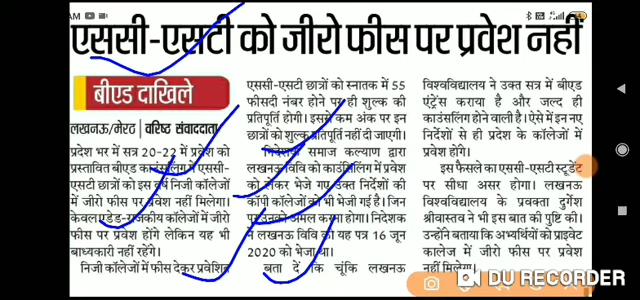 AM
एससी-एसटी को जीरो फीस पर प्रवेश नहीं
बीएड दाखिले
लखनऊ/मेरठ | वरिष्ठ संवाददाता
प्रदेश भर में सत्र 20-22 में प्रवेश को
प्रस्तावित बीएड काउंसलिंग में एससी-
एसटी छात्रों को इस वर्ष निजी कॉलेजों
में जीरो फीस पर प्रवेश नहीं मिलेगा।
केवल एडेड-राजकीय कॉलेजों में जीरो
फीस पर प्रवेश होंगे लेकिन यह भी
बाध्यकारी नहीं रहेंगे।
निजी कॉलेजों में फीस देकर प्रवेशित
एससी-एसटी छात्रों को स्नातक में 55
फीसदी नंबर होने पर ही शुल्क की
प्रतिपूर्ति होगी। इससे कम अंक पर इन
छात्रों को शुल्क प्रतिपूर्ति नहीं दी जाएगी।
निदेशक समाज कल्याण द्वारा
लखनऊ विवि को काउंसिलिंग में प्रवेश
को लेकर भेजे गए उक्त निर्देशों की
कॉपी कॉलेजों को भी भेजी गई है। जिन
पर उनको अमल करना होगा। निदेशक
ने लखनऊ विवि को यह पत्र 16 जून
2020 को भेजा था।
बता दें कि चूंकि लखनऊ
विश्वविद्यालय ने उक्त सत्र में बीएड
एंट्रेंस कराया है और जल्द ही
काउंसलिंग होने वाली है। ऐसे में इन नए
निर्देशों से ही प्रदेश के कॉलेजों में
प्रवेश होंगे।
इस फैसले का एससी-एसटी स्टूडेंट
पर सीधा असर होगा। लखनऊ
विश्वविद्यालय के प्रवक्ता दुर्गेश
श्रीवास्तव ने भी इस बात की पुष्टि की।
उन्होंने बताया कि अभ्यर्थियों को प्राइवेट
कालेज में जीरो फीस पर प्रवेश
नहीं मिलेगा।
DU RECORDER